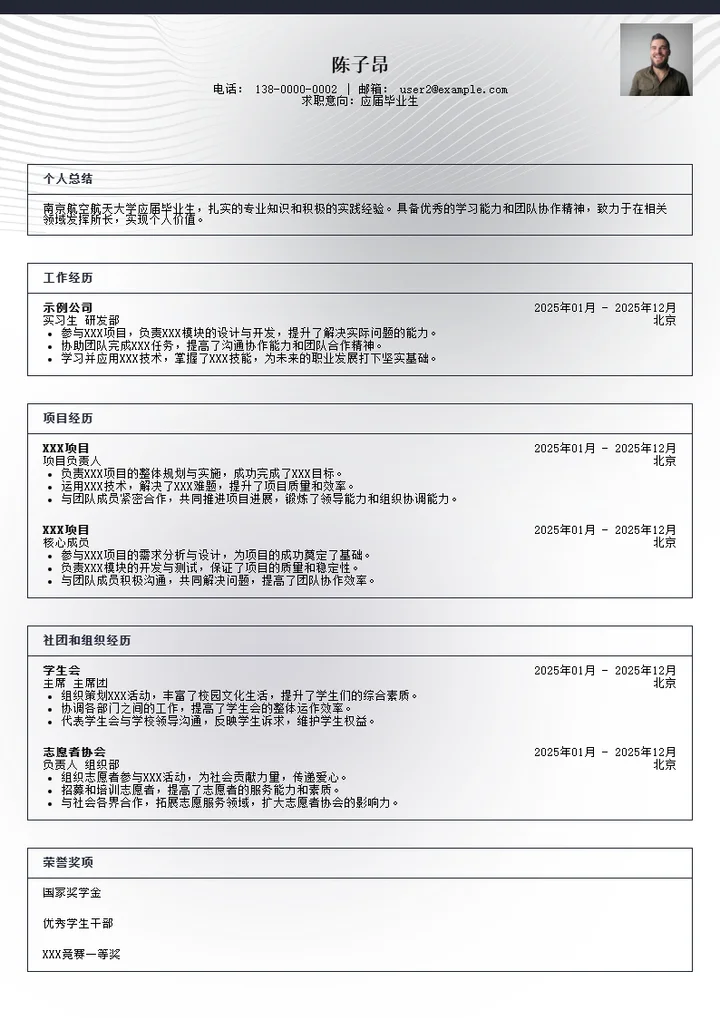 陈子昂
电话： 138-0000-0002 | 邮箱： user2@example.com
求职意向：应届毕业生
个人总结
南京航空航天大学应届毕业生，扎实的专业知识和积极的实践经验。具备优秀的学习能力和团队协作精神，致力于在相关
领域发挥所长，实现个人价值。
工作经历
示例公司 2025年01月 - 2025年12月
实习生 研发部 北京
• 参与XXX项目，负责XXX模块的设计与开发，提升了解决实际问题的能力。
• 协助团队完成XXX任务，提高了沟通协作能力和团队合作精神。
• 学习并应用XXX技术，掌握了XXX技能，为未来的职业发展打下坚实基础。
项目经历
XXX项目 2025年01月 - 2025年12月
项目负责人 北京
• 负责XXX项目的整体规划与实施，成功完成了XXX目标。
• 运用XXX技术，解决了XXX难题，提升了项目质量和效率。
• 与团队成员紧密合作，共同推进项目进展，锻炼了领导能力和组织协调能力。
XXX项目 2025年01月 - 2025年12月
核心成员 北京
• 参与XXX项目的需求分析与设计，为项目的成功奠定了基础。
• 负责XXX模块的开发与测试，保证了项目的质量和稳定性。
• 与团队成员积极沟通，共同解决问题，提高了团队协作效率。
社团和组织经历
学生会 2025年01月 - 2025年12月
主席 主席团 北京
• 组织策划XXX活动，丰富了校园文化生活，提升了学生们的综合素质。
• 协调各部门之间的工作，提高了学生会的整体运作效率。
• 代表学生会与学校领导沟通，反映学生诉求，维护学生权益。
志愿者协会 2025年01月 - 2025年12月
负责人 组织部 北京
• 组织志愿者参与XXX活动，为社会贡献力量，传递爱心。
• 招募和培训志愿者，提高了志愿者的服务能力和素质。
• 与社会各界合作，拓展志愿服务领域，扩大志愿者协会的影响力。
荣誉奖项
国家奖学金
优秀学生干部
XXX竞赛一等奖